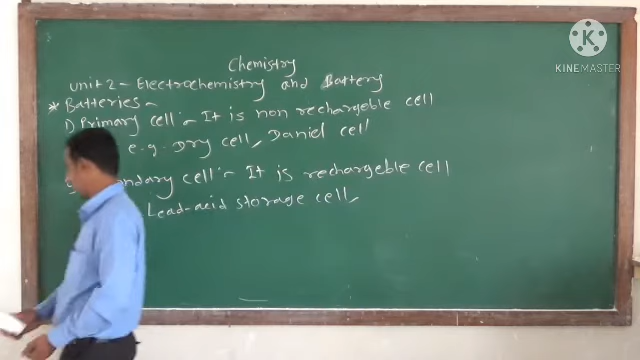 Chemistry
Unit 2 - Electrochemistry and Battery
* Batteries -
1) Primary cell - It is non rechargeble cell
e.g. Dry cell, Daniel cell
ndary cell - It is rechargeble cell
Lead-acid storage cell,
KINEMASTER